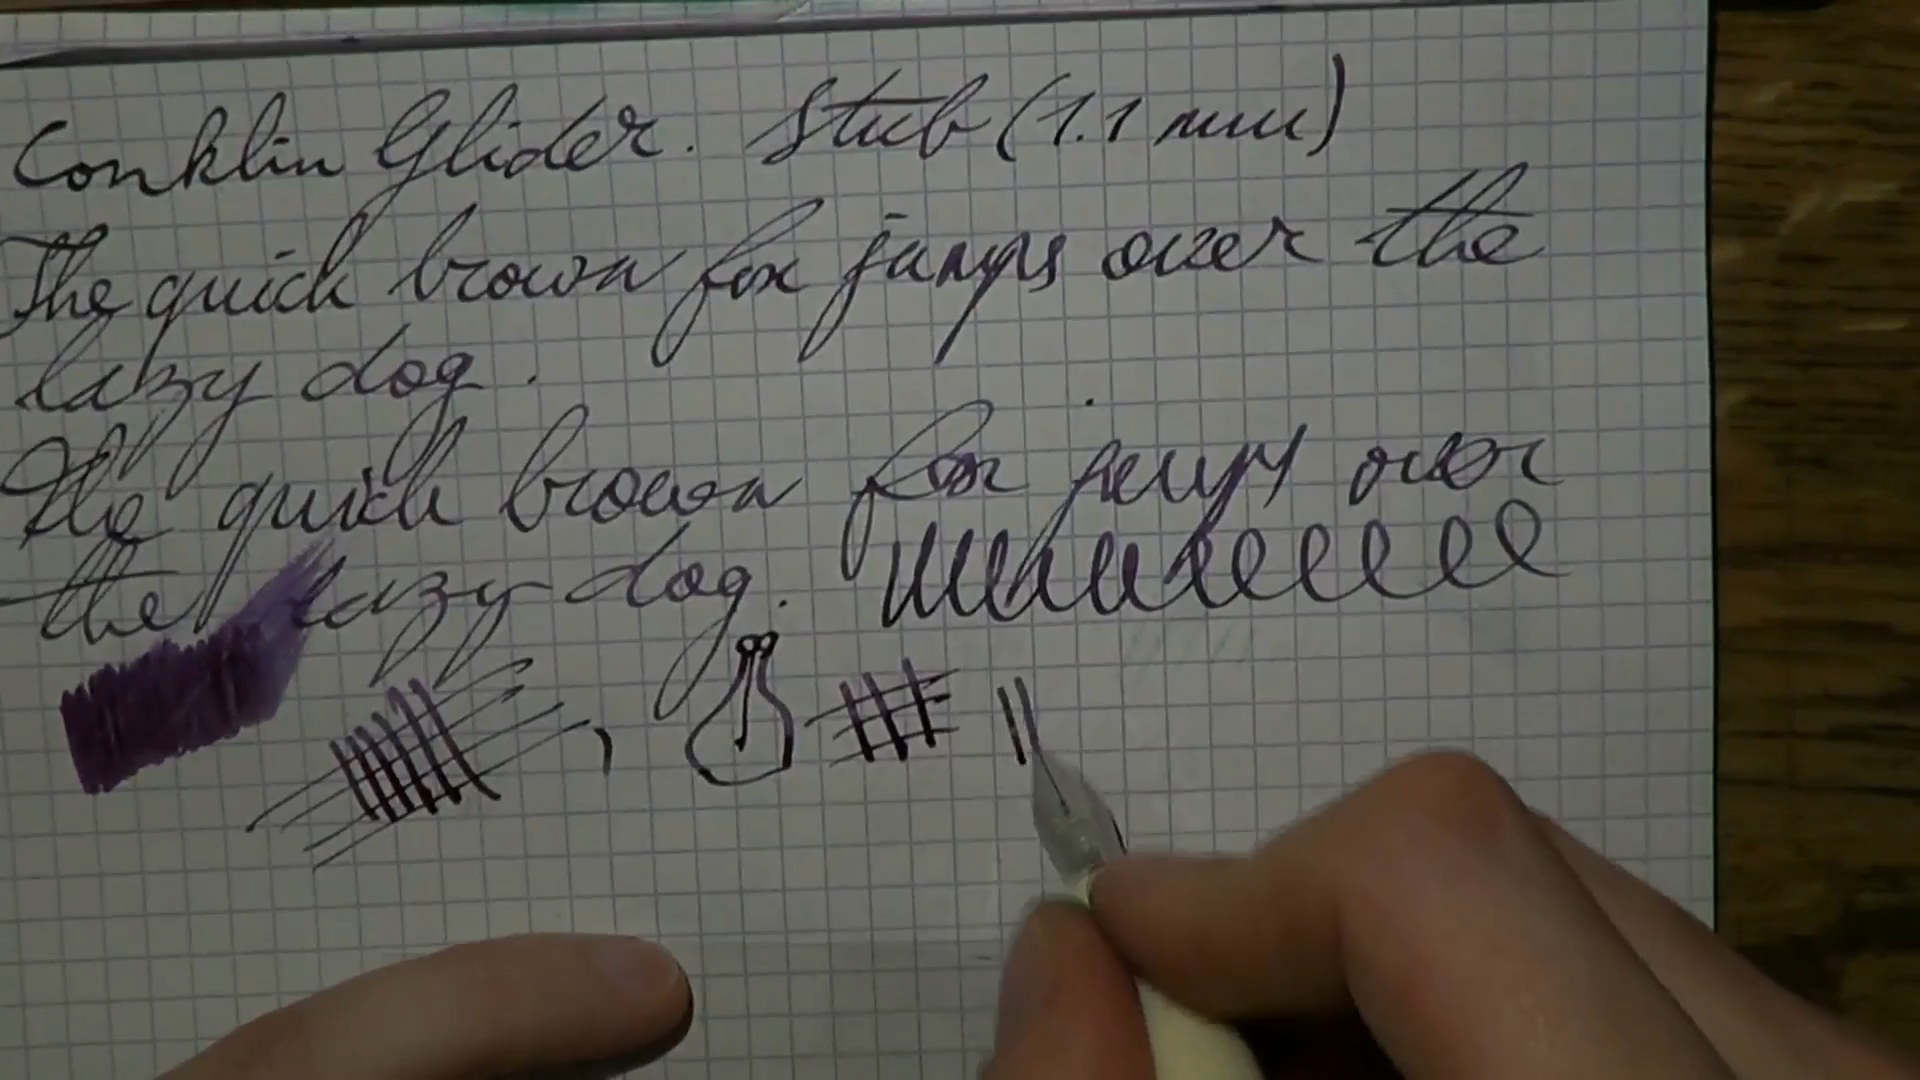 Conklin Glider. Stub (1.1 mm)
The quick brown fox jumps over the
lazy dog.
The quick brown fox jumps over
the lazy dog.